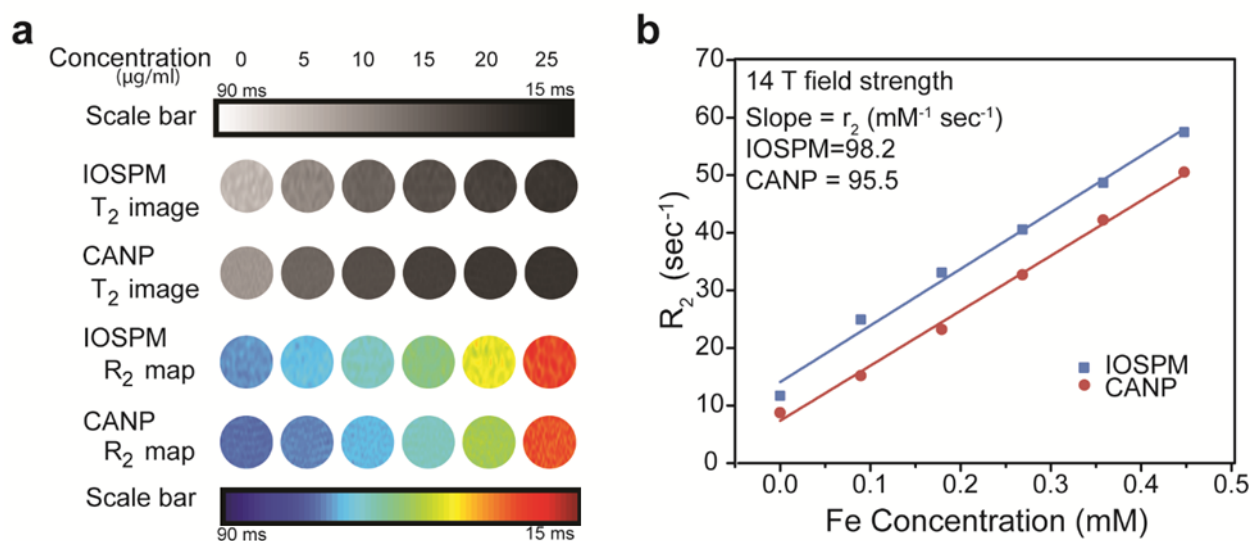 a
Concentration 0 5 10 15 20 25
(µg/ml)
90 ms 15 ms
Scale bar
IOSPM
T2 image
CANP
T2 image
IOSPM
R2 map
CANP
R2 map
Scale bar
90 ms 15 ms
b
70
60
50
40
30
20
10
0
R2 (sec-1)
14 T field strength
Slope = r2 (mM-1 sec-1)
IOSPM=98.2
CANP = 95.5
IOSPM
CANP
0.0 0.1 0.2 0.3 0.4 0.5
Fe Concentration (mM)